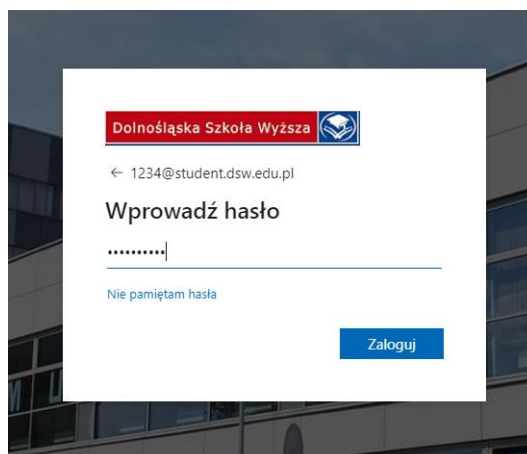 Dolnośląska Szkoła Wyższa
← 1234@student.dsw.edu.pl
Wprowadź hasło
••••••••••
Nie pamiętam hasła
Zaloguj